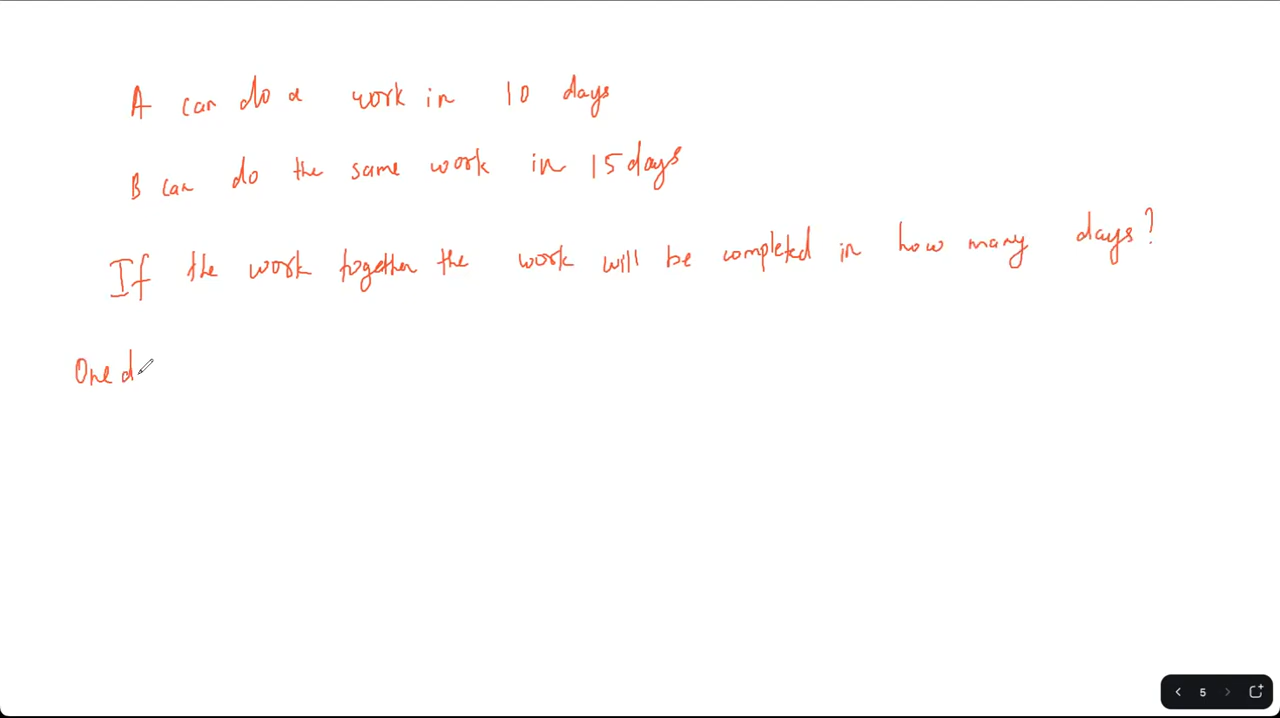 A can do a work in 10 days
B can do the same work in 15 days
If the work together the work will be completed in how many days?
One d
5